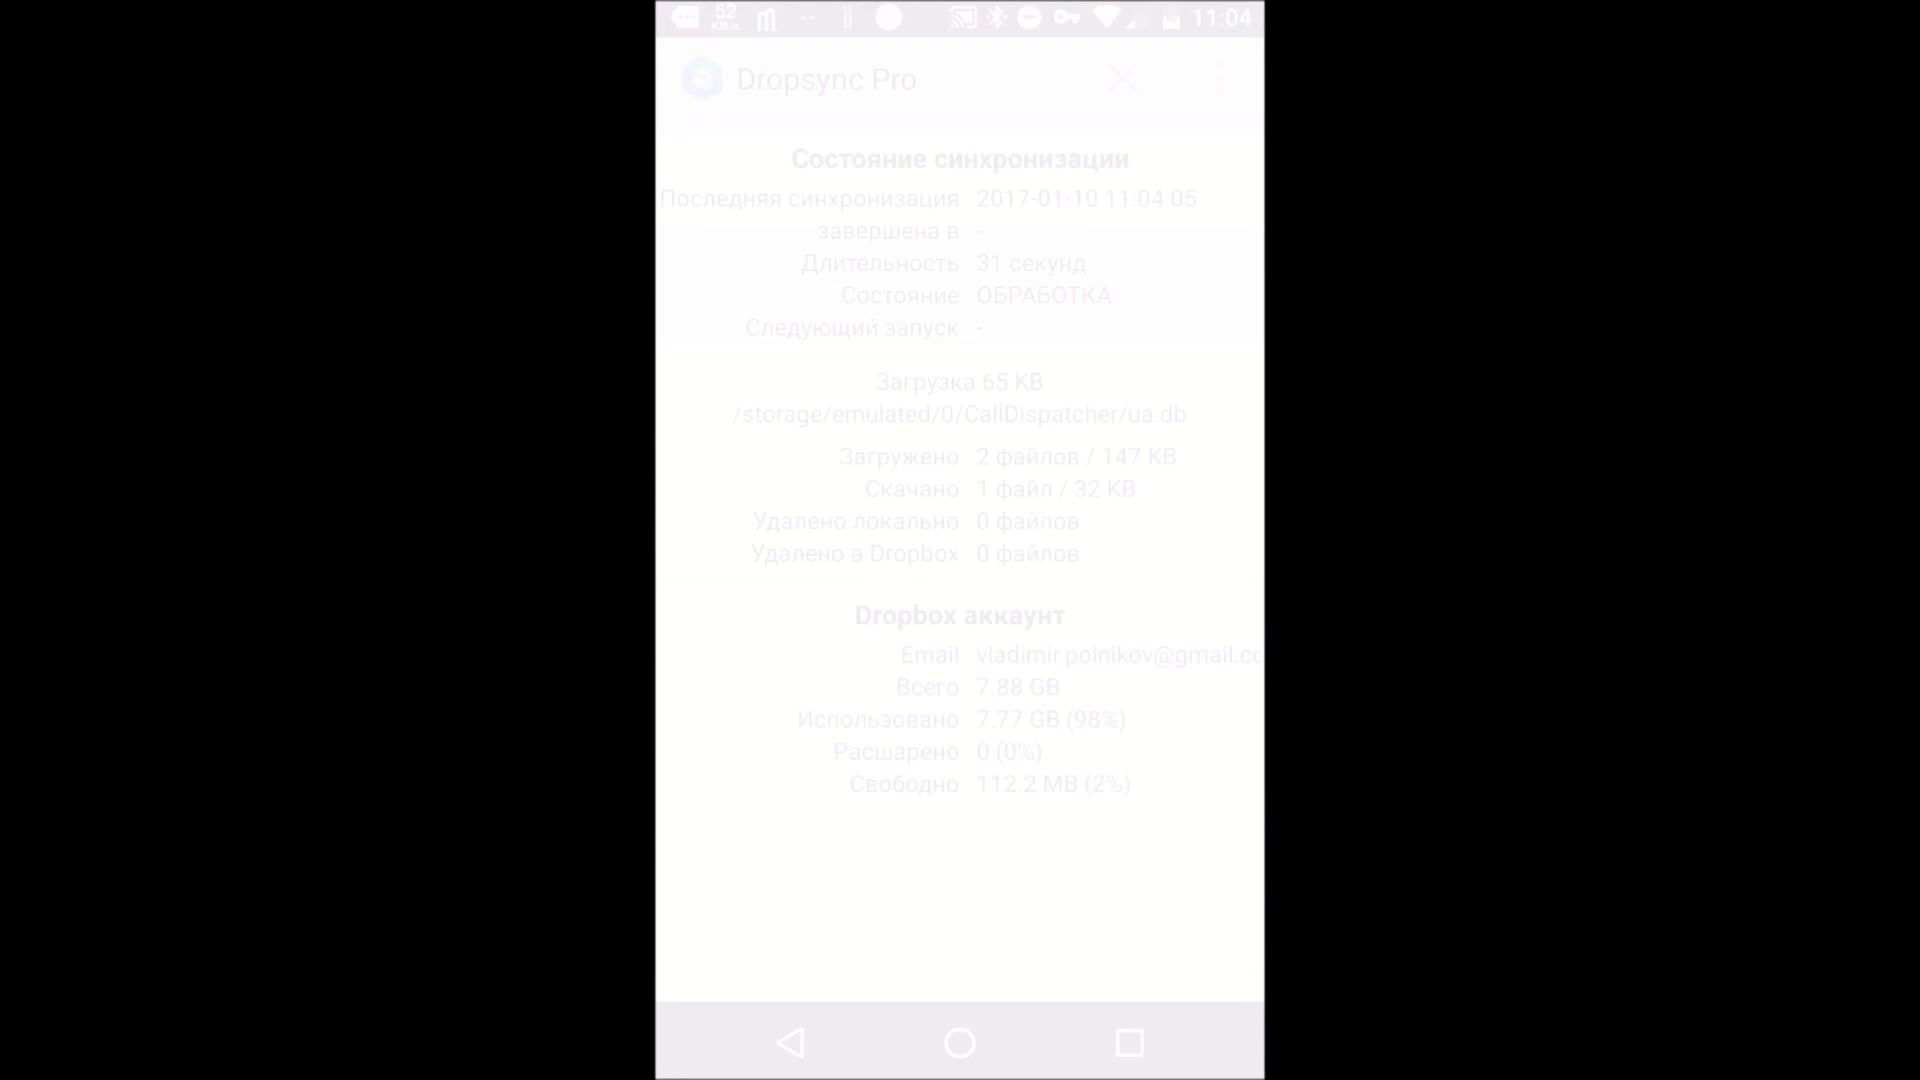 52
KB/s
11:04
Dropsync Pro
Состояние синхронизации
Последняя синхронизация 2017-01-10 11:04:05
завершена в -
Длительность 31 секунд
Состояние ОБРАБОТКА
Следующий запуск -
Загрузка 65 KB
/storage/emulated/0/CallDispatcher/ua.db
Загружено 2 файлов / 147 KB
Скачано 1 файл / 32 KB
Удалено локально 0 файлов
Удалено в Dropbox 0 файлов
Dropbox аккаунт
Email vladimir.polnikov@gmail.cc
Всего 7.88 GB
Использовано 7.77 GB (98%)
Расшарено 0 (0%)
Свободно 112.2 MB (2%)